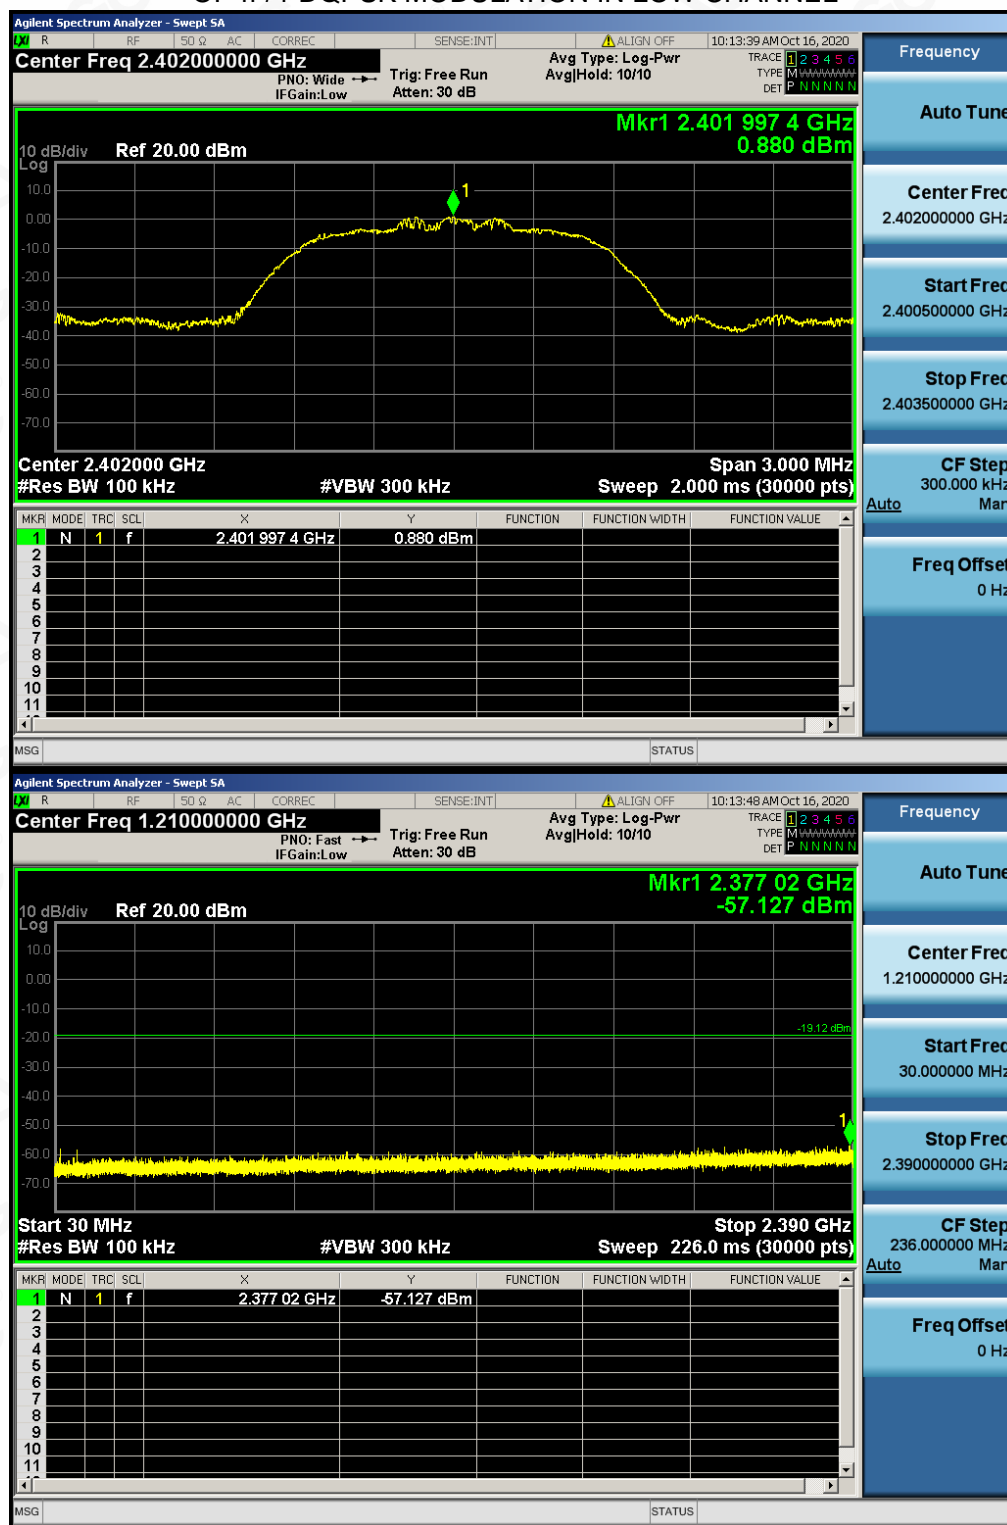 Agilent Spectrum Analyzer - Swept SA
LXI R RF 50 Ω AC CORREC SENSE:INT ALIGN OFF 10:13:39 AM Oct 16, 2020
Center Freq 2.402000000 GHz
PNO: Wide
IFGain:Low
Trig: Free Run
Atten: 30 dB
Avg Type: Log-Pwr
Avg|Hold: 10/10
TRACE 1 2 3 4 5 6
TYPE M
DET P N N N N N
Mkr1 2.401 997 4 GHz
0.880 dBm
10 dB/div Ref 20.00 dBm
Log
10.0
0.00
-10.0
-20.0
-30.0
-40.0
-50.0
-60.0
-70.0
1
Center 2.402000 GHz Span 3.000 MHz
#Res BW 100 kHz #VBW 300 kHz Sweep 2.000 ms (30000 pts)
MKR MODE TRC SCL X Y FUNCTION FUNCTION WIDTH FUNCTION VALUE
1 N 1 f 2.401 997 4 GHz 0.880 dBm
2
3
4
5
6
7
8
9
10
11
MSG STATUS
Frequency
Auto Tune
Center Freq
2.402000000 GHz
Start Freq
2.400500000 GHz
Stop Freq
2.403500000 GHz
CF Step
300.000 kHz
Auto Man
Freq Offset
0 Hz
Agilent Spectrum Analyzer - Swept SA
LXI R RF 50 Ω AC CORREC SENSE:INT ALIGN OFF 10:13:48 AM Oct 16, 2020
Center Freq 1.210000000 GHz
PNO: Fast
IFGain:Low
Trig: Free Run
Atten: 30 dB
Avg Type: Log-Pwr
Avg|Hold: 10/10
TRACE 1 2 3 4 5 6
TYPE M
DET P N N N N N
Mkr1 2.377 02 GHz
-57.127 dBm
10 dB/div Ref 20.00 dBm
Log
10.0
0.00
-10.0
-20.0
-30.0
-40.0
-50.0
-60.0
-70.0
-19.12 dBm
1
Start 30 MHz Stop 2.390 GHz
#Res BW 100 kHz #VBW 300 kHz Sweep 226.0 ms (30000 pts)
MKR MODE TRC SCL X Y FUNCTION FUNCTION WIDTH FUNCTION VALUE
1 N 1 f 2.377 02 GHz -57.127 dBm
2
3
4
5
6
7
8
9
10
11
MSG STATUS
Frequency
Auto Tune
Center Freq
1.210000000 GHz
Start Freq
30.000000 MHz
Stop Freq
2.390000000 GHz
CF Step
236.000000 MHz
Auto Man
Freq Offset
0 Hz